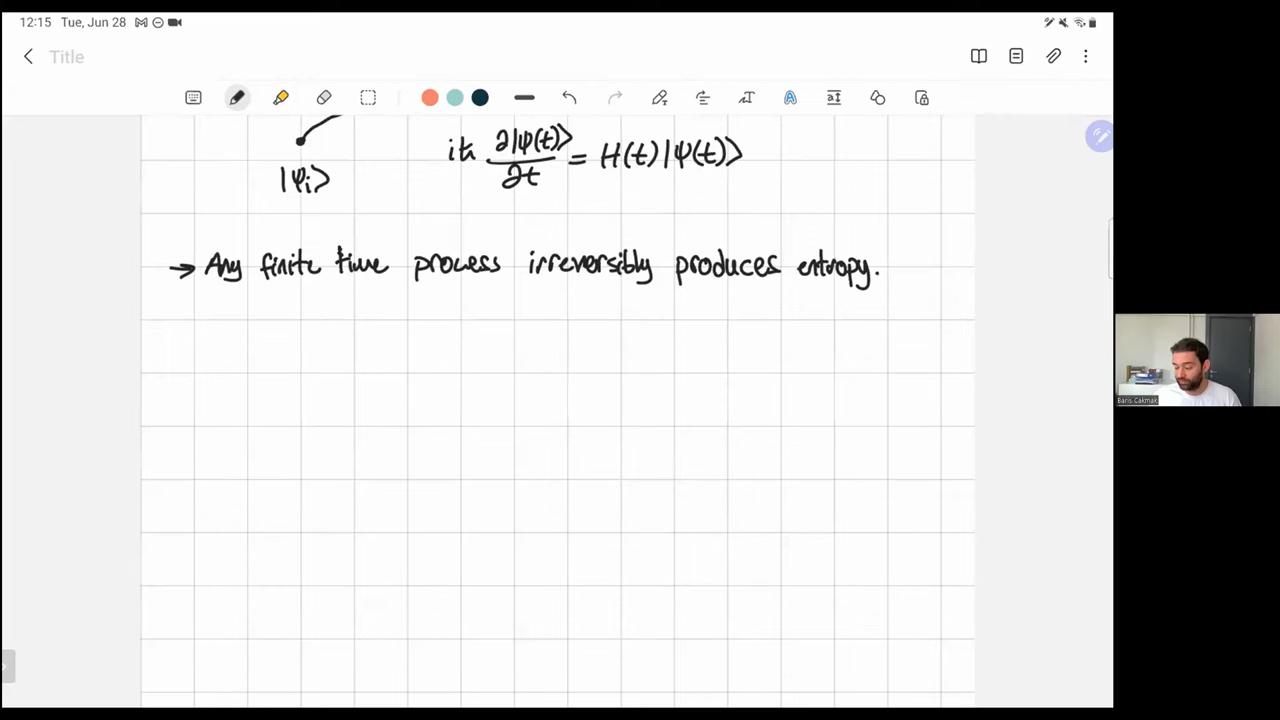 12:15 Tue, Jun 28
Title
iħ ∂|ψ(t)⟩/∂t = H(t)|ψ(t)⟩
|ψi⟩
→ Any finite time process irreversibly produces entropy.
Baris Cakmak